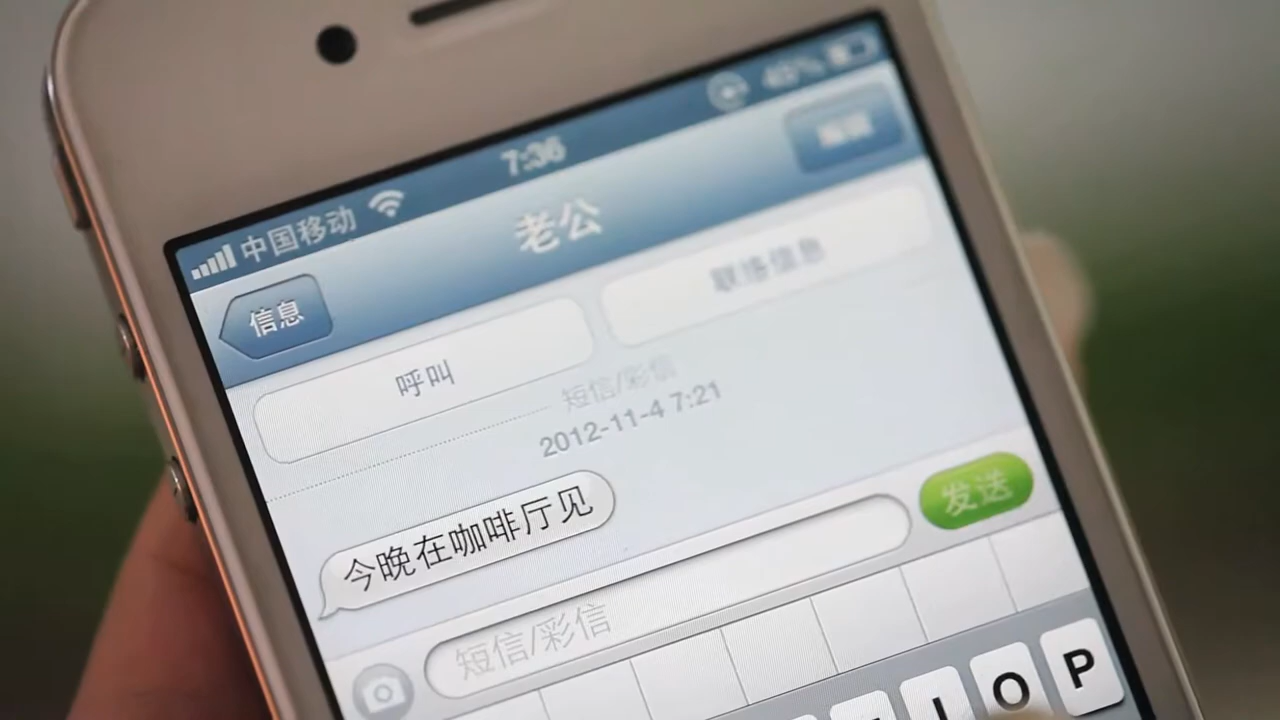 中国移动 7:36
信息 老公 编辑
呼叫 联络信息
短信/彩信
2012-11-4 7:21
今晚在咖啡厅见
短信/彩信 发送
I O P